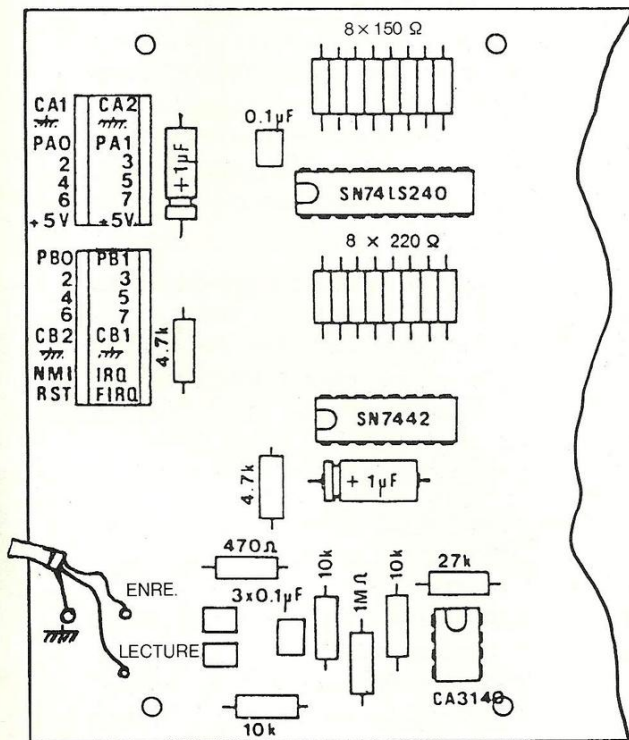 8 × 150 Ω
CA1 CA2
PA0 PA1
2 3
4 5
6 7
+5V +5V
+1µF
0.1µF
SN74LS240
8 × 220 Ω
PB0 PB1
2 3
4 5
6 7
CB2 CB1
NMI IRQ
RST FIRQ
4.7k
SN7442
4.7k
+1µF
470Ω
10k
1MΩ
10k
27k
ENRE.
3x0.1µF
LECTURE
CA3140
10k